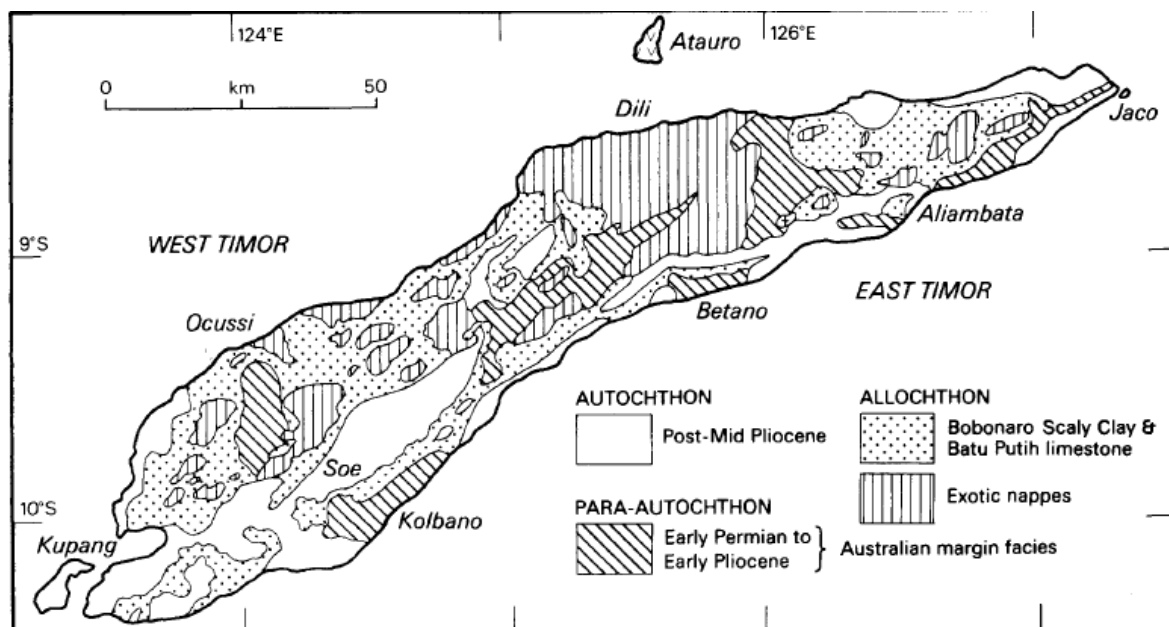 124°E
126°E
Atauro
0 km 50
Dili
Jaco
WEST TIMOR
9°S
Aliambata
EAST TIMOR
Betano
Ocussi
Soe
Kolbano
10°S
Kupang
AUTOCHTHON
Post-Mid Pliocene
PARA-AUTOCHTHON
Early Permian to
Early Pliocene
Australian margin facies
ALLOCHTHON
Bobonaro Scaly Clay &
Batu Putih limestone
Exotic nappes